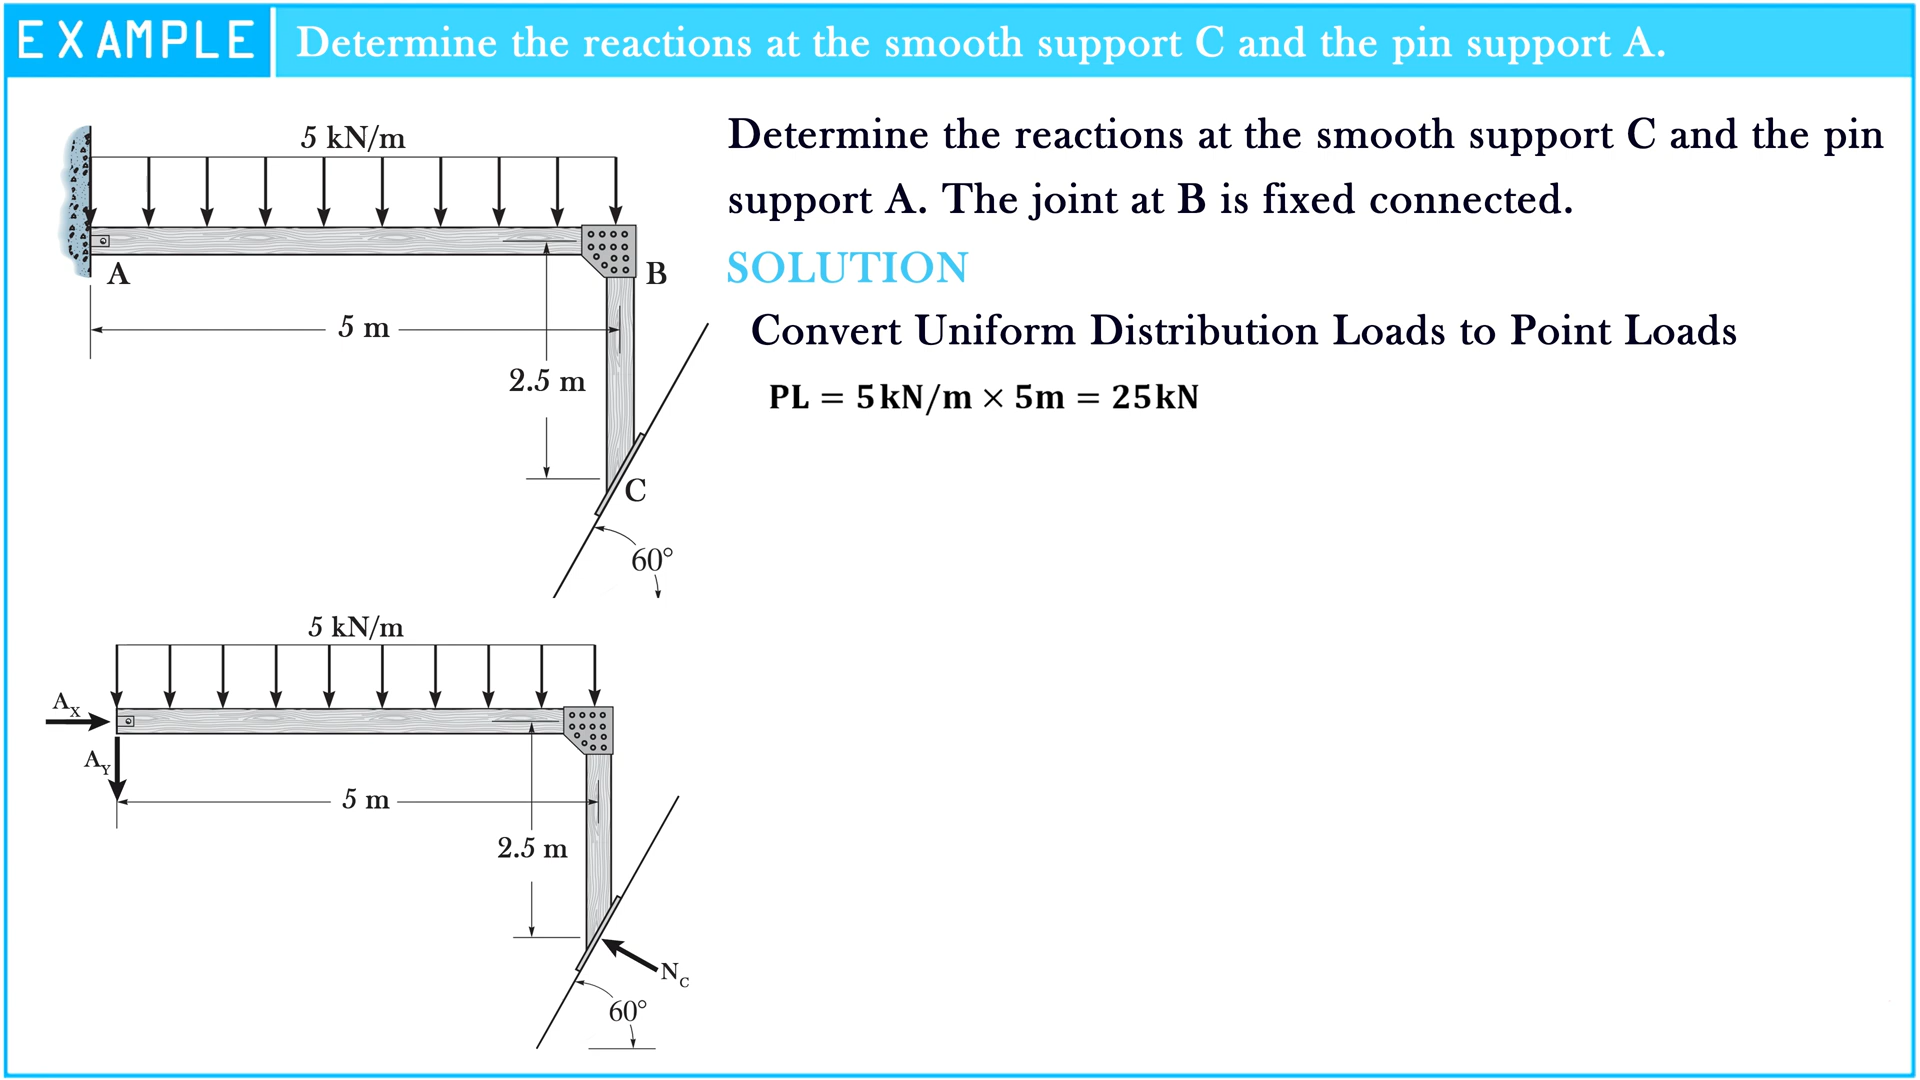 EXAMPLE
Determine the reactions at the smooth support C and the pin support A.
5 kN/m
A
B
5 m
2.5 m
C
60°
Determine the reactions at the smooth support C and the pin
support A. The joint at B is fixed connected.
SOLUTION
Convert Uniform Distribution Loads to Point Loads
PL = 5kN/m × 5m = 25kN
5 kN/m
Aₓ
A_Y
5 m
2.5 m
N_C
60°